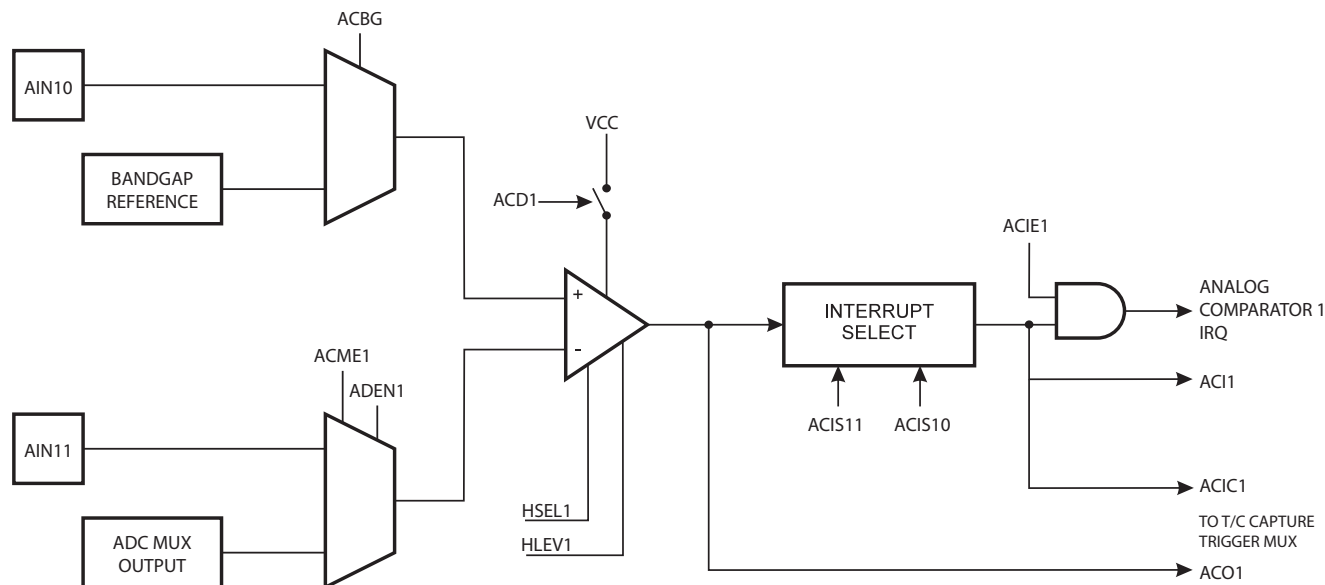 ACBG
AIN10
BANDGAP
REFERENCE
VCC
ACD1
+
-
ACIE1
INTERRUPT
SELECT
ANALOG
COMPARATOR 1
IRQ
ACME1
ADEN1
ACI1
ACIS11
ACIS10
AIN11
HSEL1
HLEV1
ACIC1
TO T/C CAPTURE
TRIGGER MUX
ADC MUX
OUTPUT
ACO1